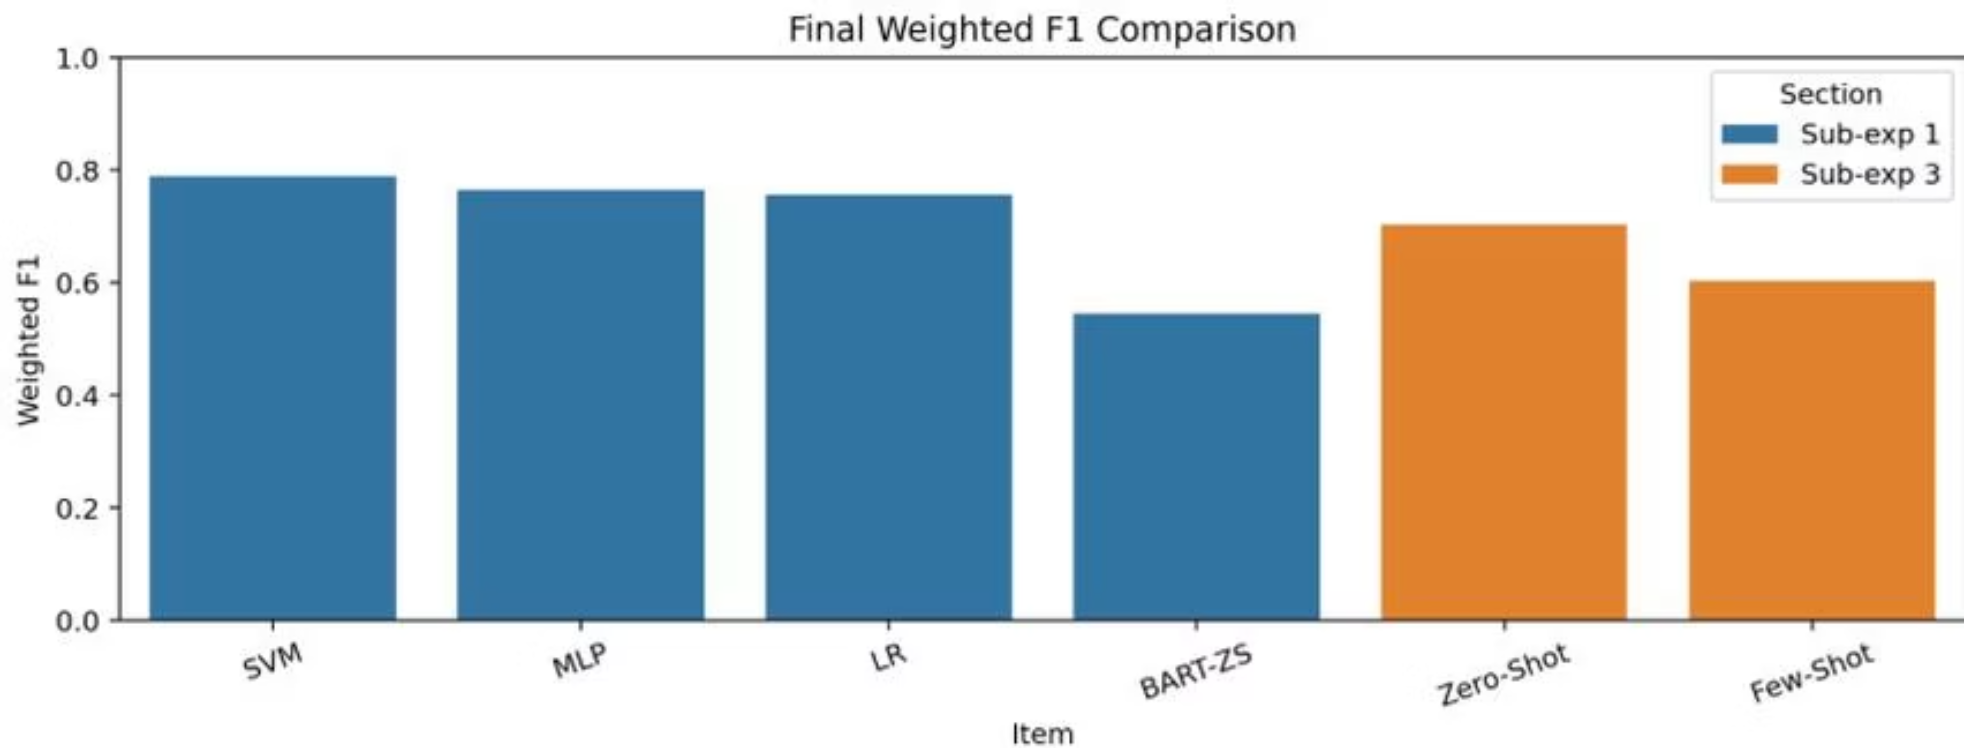 Final Weighted F1 Comparison
1.0
0.8
0.6
0.4
0.2
0.0
Weighted F1
Section
Sub-exp 1
Sub-exp 3
SVM
MLP
LR
BART-ZS
Zero-Shot
Few-Shot
Item